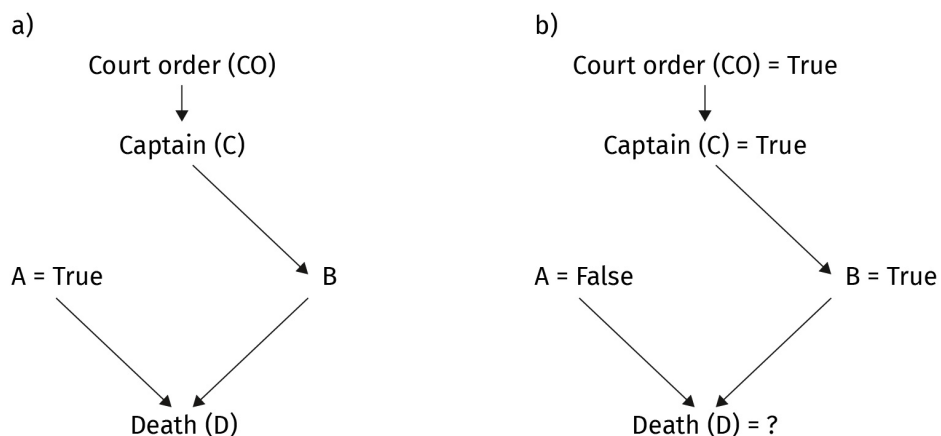 a)
Court order (CO)
Captain (C)
A = True
B
Death (D)
b)
Court order (CO) = True
Captain (C) = True
A = False
B = True
Death (D) = ?